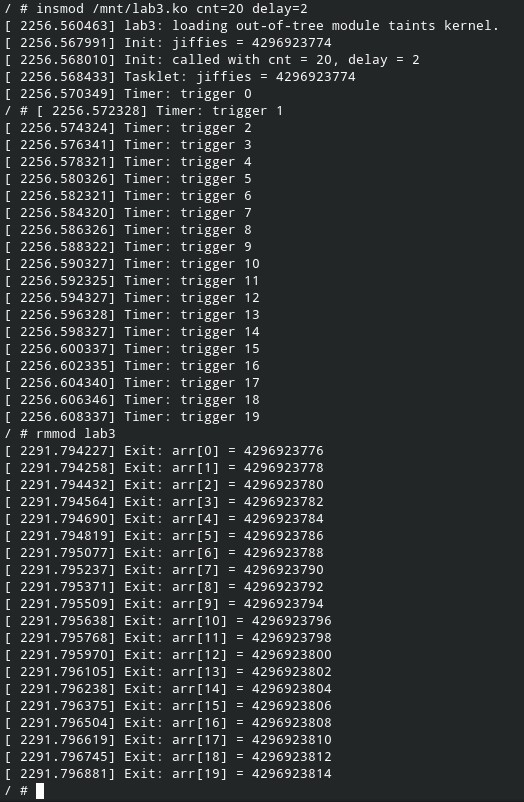 / # insmod /mnt/lab3.ko cnt=20 delay=2
[ 2256.560463] lab3: loading out-of-tree module taints kernel.
[ 2256.567991] Init: jiffies = 4296923774
[ 2256.568010] Init: called with cnt = 20, delay = 2
[ 2256.568433] Tasklet: jiffies = 4296923774
[ 2256.570349] Timer: trigger 0
/ # [ 2256.572328] Timer: trigger 1
[ 2256.574324] Timer: trigger 2
[ 2256.576341] Timer: trigger 3
[ 2256.578321] Timer: trigger 4
[ 2256.580326] Timer: trigger 5
[ 2256.582321] Timer: trigger 6
[ 2256.584320] Timer: trigger 7
[ 2256.586326] Timer: trigger 8
[ 2256.588322] Timer: trigger 9
[ 2256.590327] Timer: trigger 10
[ 2256.592325] Timer: trigger 11
[ 2256.594327] Timer: trigger 12
[ 2256.596328] Timer: trigger 13
[ 2256.598327] Timer: trigger 14
[ 2256.600337] Timer: trigger 15
[ 2256.602335] Timer: trigger 16
[ 2256.604340] Timer: trigger 17
[ 2256.606346] Timer: trigger 18
[ 2256.608337] Timer: trigger 19
/ # rmmod lab3
[ 2291.794227] Exit: arr[0] = 4296923776
[ 2291.794258] Exit: arr[1] = 4296923778
[ 2291.794432] Exit: arr[2] = 4296923780
[ 2291.794564] Exit: arr[3] = 4296923782
[ 2291.794690] Exit: arr[4] = 4296923784
[ 2291.794819] Exit: arr[5] = 4296923786
[ 2291.795077] Exit: arr[6] = 4296923788
[ 2291.795237] Exit: arr[7] = 4296923790
[ 2291.795371] Exit: arr[8] = 4296923792
[ 2291.795509] Exit: arr[9] = 4296923794
[ 2291.795638] Exit: arr[10] = 4296923796
[ 2291.795768] Exit: arr[11] = 4296923798
[ 2291.795970] Exit: arr[12] = 4296923800
[ 2291.796105] Exit: arr[13] = 4296923802
[ 2291.796238] Exit: arr[14] = 4296923804
[ 2291.796375] Exit: arr[15] = 4296923806
[ 2291.796504] Exit: arr[16] = 4296923808
[ 2291.796619] Exit: arr[17] = 4296923810
[ 2291.796745] Exit: arr[18] = 4296923812
[ 2291.796881] Exit: arr[19] = 4296923814
/ #